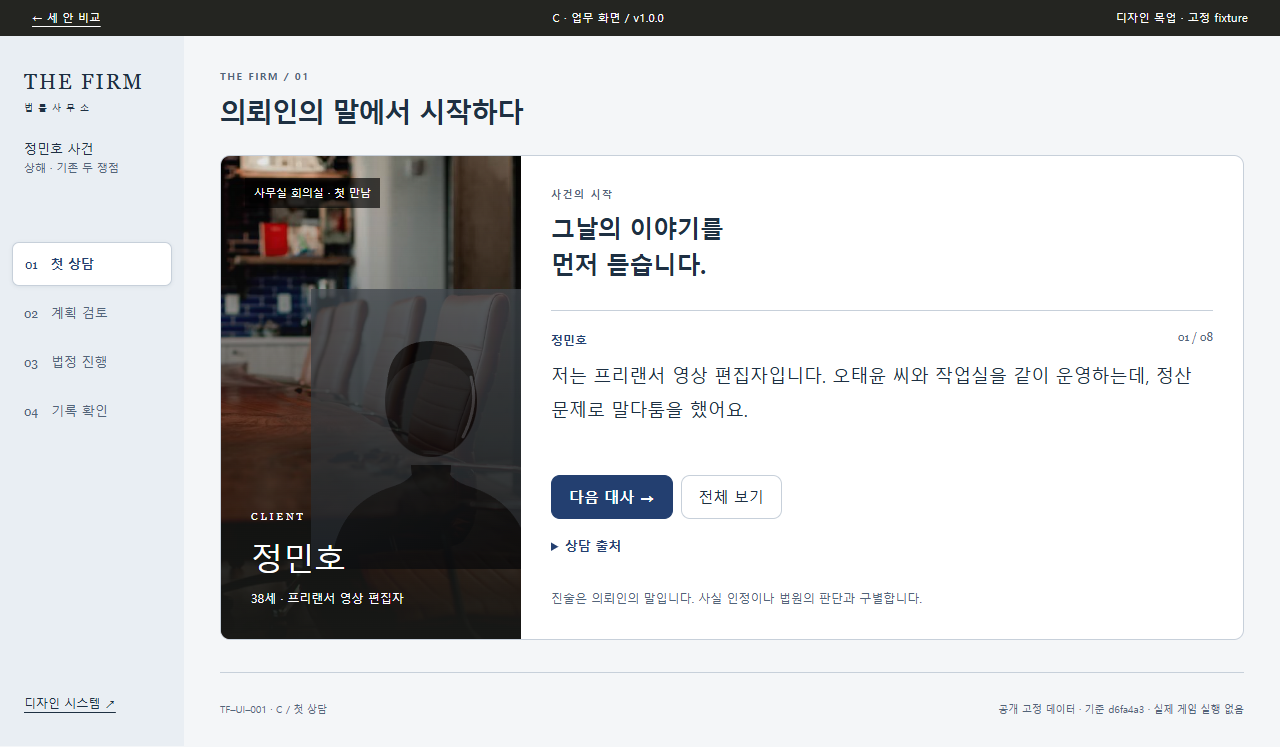 ← 세 안 비교
C · 업무 화면 / v1.0.0
디자인 목업 · 고정 fixture
THE FIRM
법률사무소
정민호 사건
상해 · 기존 두 쟁점
01 첫 상담
02 계획 검토
03 법정 진행
04 기록 확인
디자인 시스템 ↗
THE FIRM / 01
의뢰인의 말에서 시작하다
사무실 회의실 · 첫 만남
CLIENT
정민호
38세 · 프리랜서 영상 편집자
사건의 시작
그날의 이야기를
먼저 듣습니다.
정민호
01 / 08
저는 프리랜서 영상 편집자입니다. 오태윤 씨와 작업실을 같이 운영하는데, 정산
문제로 말다툼을 했어요.
다음 대사 →
전체 보기
▶ 상담 출처
진술은 의뢰인의 말입니다. 사실 인정이나 법원의 판단과 구별합니다.
TF–UI–001 · C / 첫 상담
공개 고정 데이터 · 기준 d6fa4a3 · 실제 게임 실행 없음